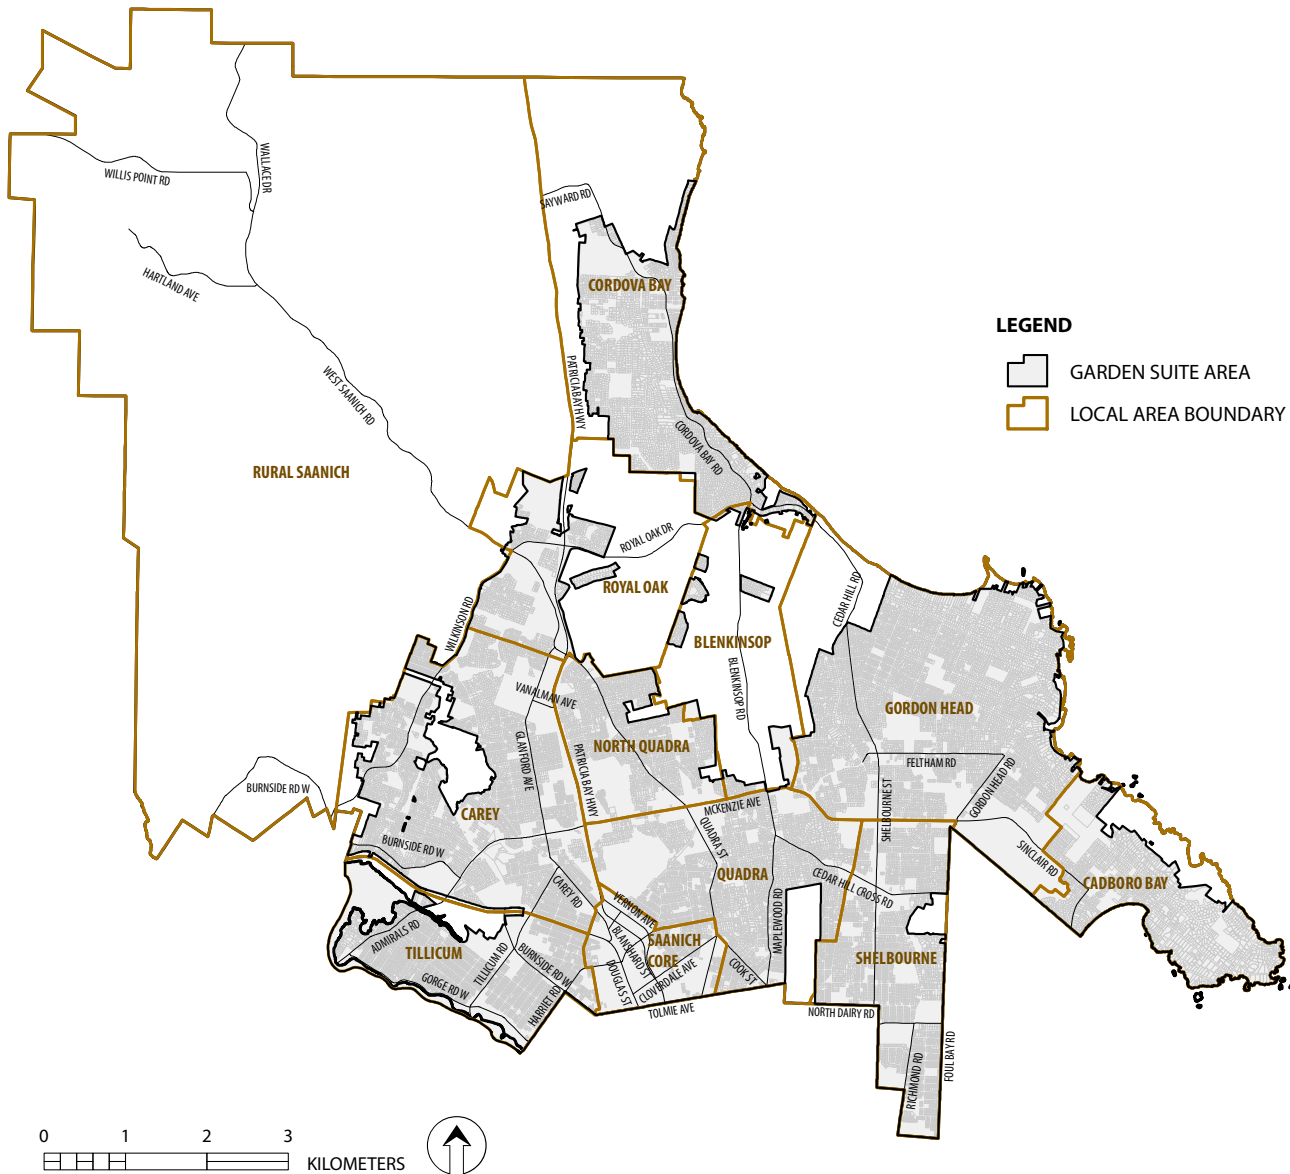 WALLACE DR
WILLIS POINT RD
SAYWARD RD
HARTLAND AVE
CORDOVA BAY
LEGEND
GARDEN SUITE AREA
LOCAL AREA BOUNDARY
PATRICIA BAY HWY
WEST SAANICH RD
CORDOVA BAY RD
RURAL SAANICH
ROYAL OAK DR
ROYAL OAK
CEDAR HILL RD
WILKINSON RD
BLENKINSOP
BLENKINSOP RD
VANALMAN AVE
GORDON HEAD
NORTH QUADRA
GLANFORD AVE
PATRICIA BAY HWY
FELTHAM RD
GORDON HEAD RD
BURNSIDE RD W
CAREY
MCKENZIE AVE
SHELBOURNE ST
QUADRA ST
BURNSIDE RD W
SINCLAIR RD
QUADRA
CEDAR HILL CROSS RD
CADBORO BAY
CAREY RD
VERNON AVE
MAPLEWOOD RD
ADMIRALS RD
TILLICUM
TILLICUM RD
BLANSHARD ST
SAANICH
CORE
SHELBOURNE
BURNSIDE RD W
GORGE RD W
HARRIET RD
DOUGLAS ST
CLOVERDALE AVE
COOK ST
TOLMIE AVE
NORTH DAIRY RD
FOUL BAY RD
RICHMOND RD
0 1 2 3
KILOMETERS